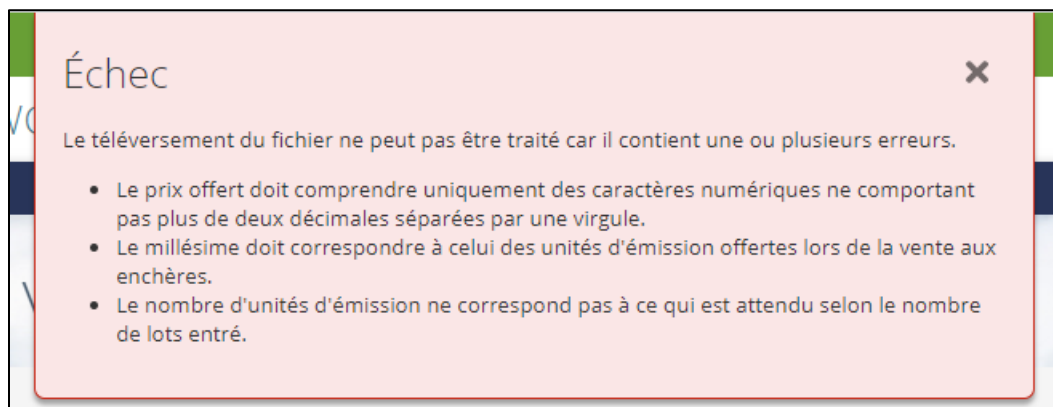 Échec
Le téléversement du fichier ne peut pas être traité car il contient une ou plusieurs erreurs.
• Le prix offert doit comprendre uniquement des caractères numériques ne comportant
pas plus de deux décimales séparées par une virgule.
• Le millésime doit correspondre à celui des unités d'émission offertes lors de la vente aux
enchères.
• Le nombre d'unités d'émission ne correspond pas à ce qui est attendu selon le nombre
de lots entré.